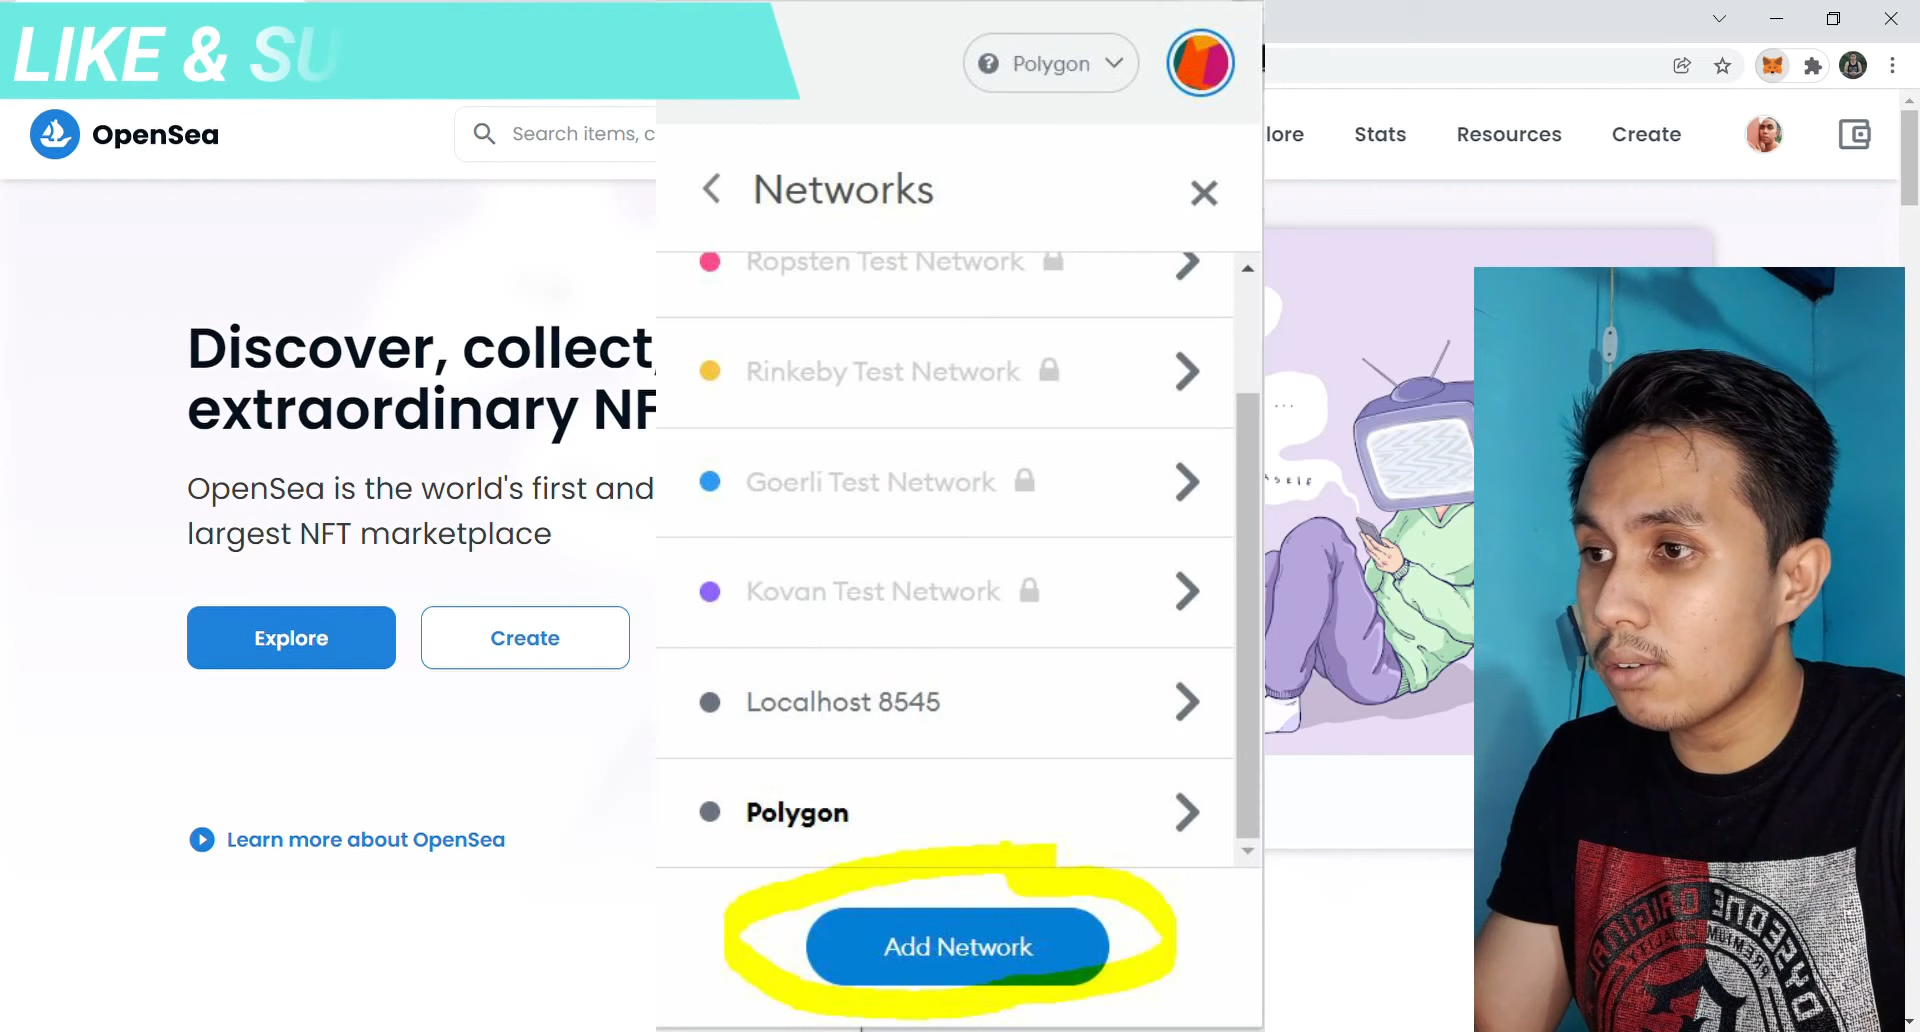 LIKE & SU
Polygon
OpenSea
Search items, c
lore
Stats
Resources
Create
Networks
Ropsten Test Network
Rinkeby Test Network
Goerli Test Network
Kovan Test Network
Localhost 8545
Polygon
Add Network
Discover, collect,
extraordinary NF
OpenSea is the world's first and
largest NFT marketplace
Explore
Create
Learn more about OpenSea
...